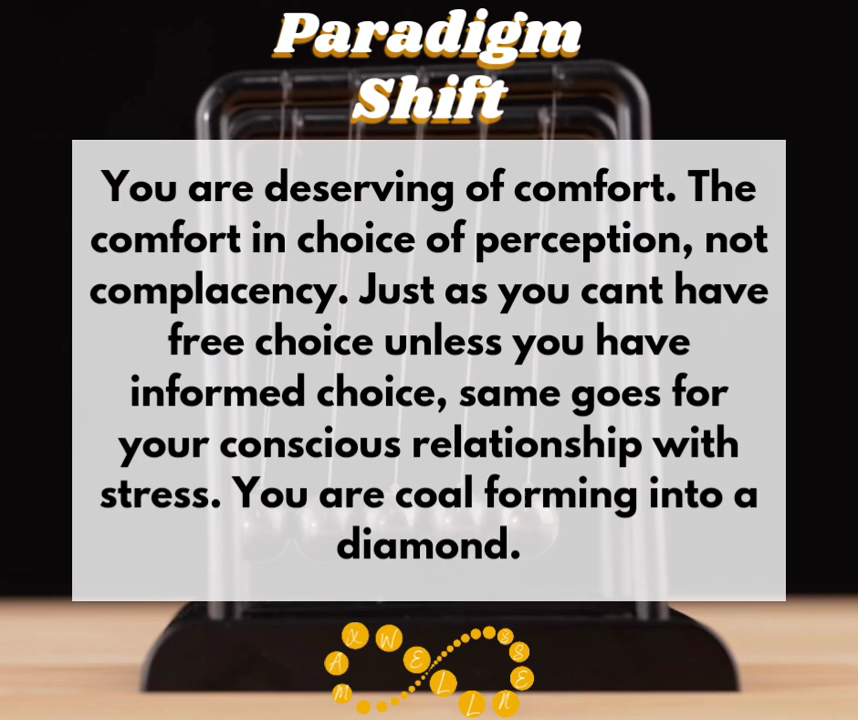 Paradigm
Shift
You are deserving of comfort. The
comfort in choice of perception, not
complacency. Just as you cant have
free choice unless you have
informed choice, same goes for
your conscious relationship with
stress. You are coal forming into a
diamond.
MAXWELLNESS